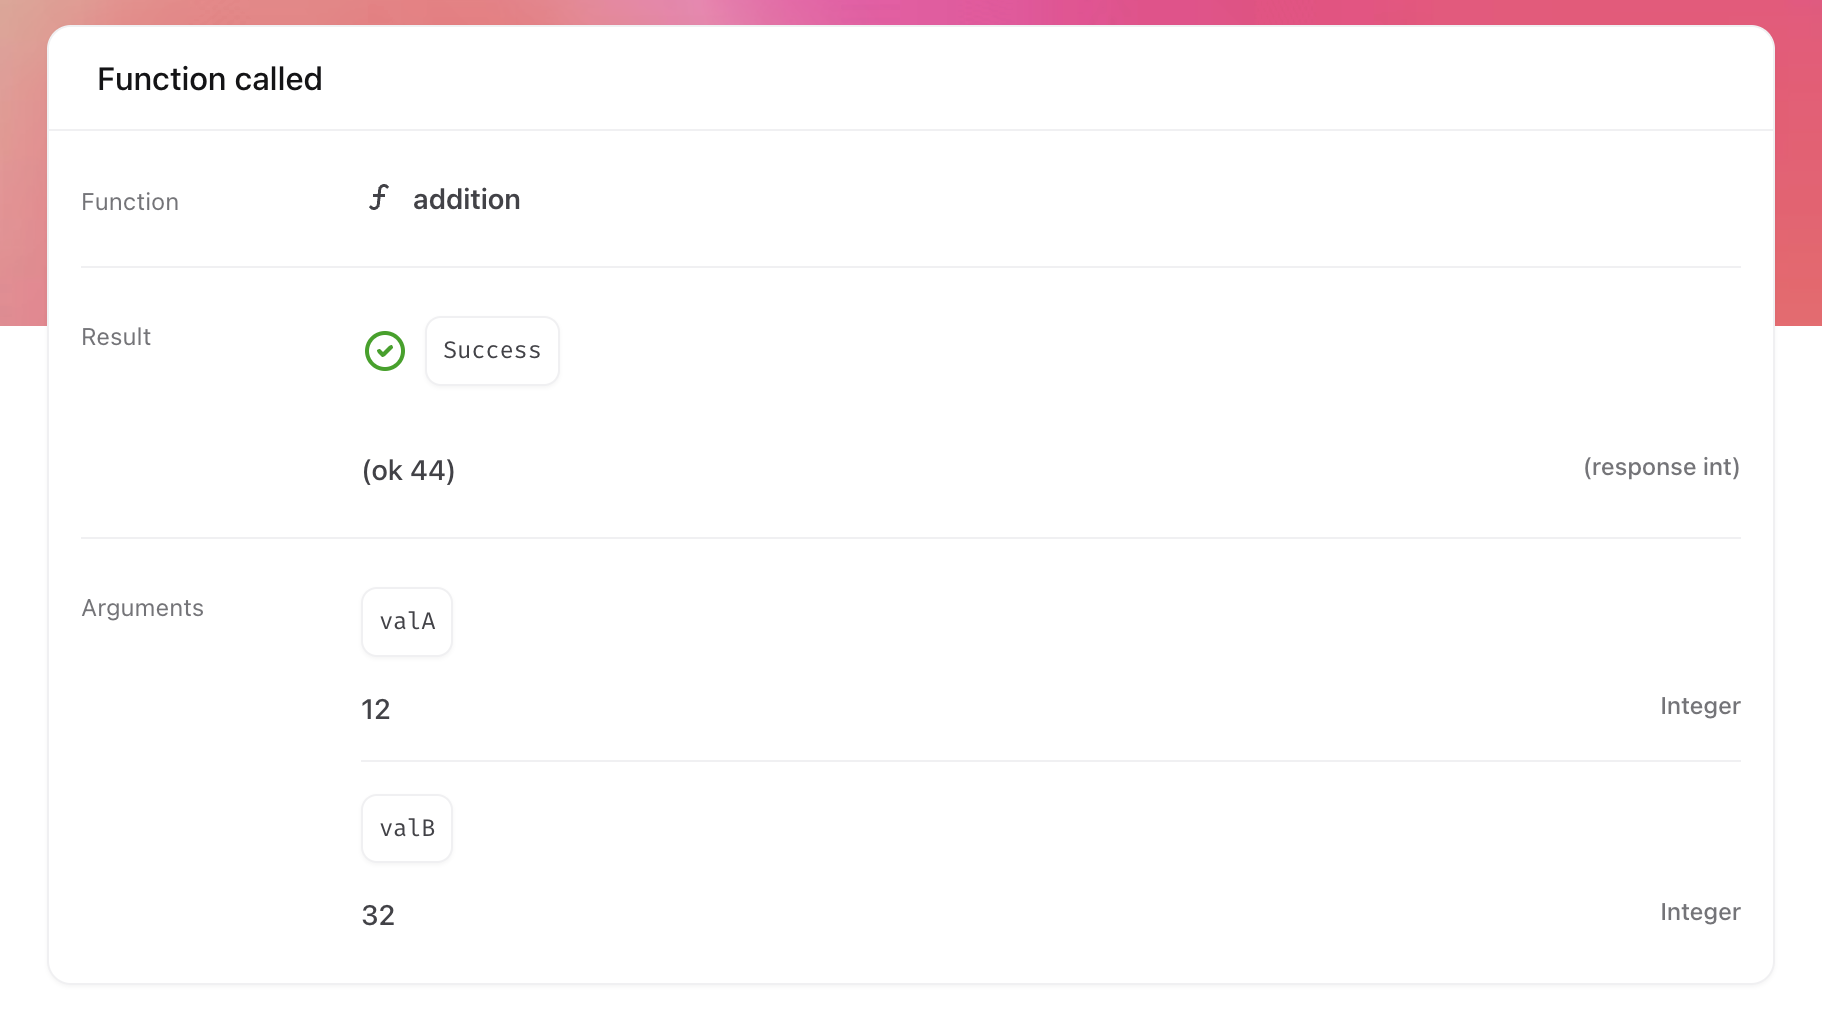 Function called
Function
ƒ addition
Result
Success
(ok 44)
(response int)
Arguments
valA
12
Integer
valB
32
Integer